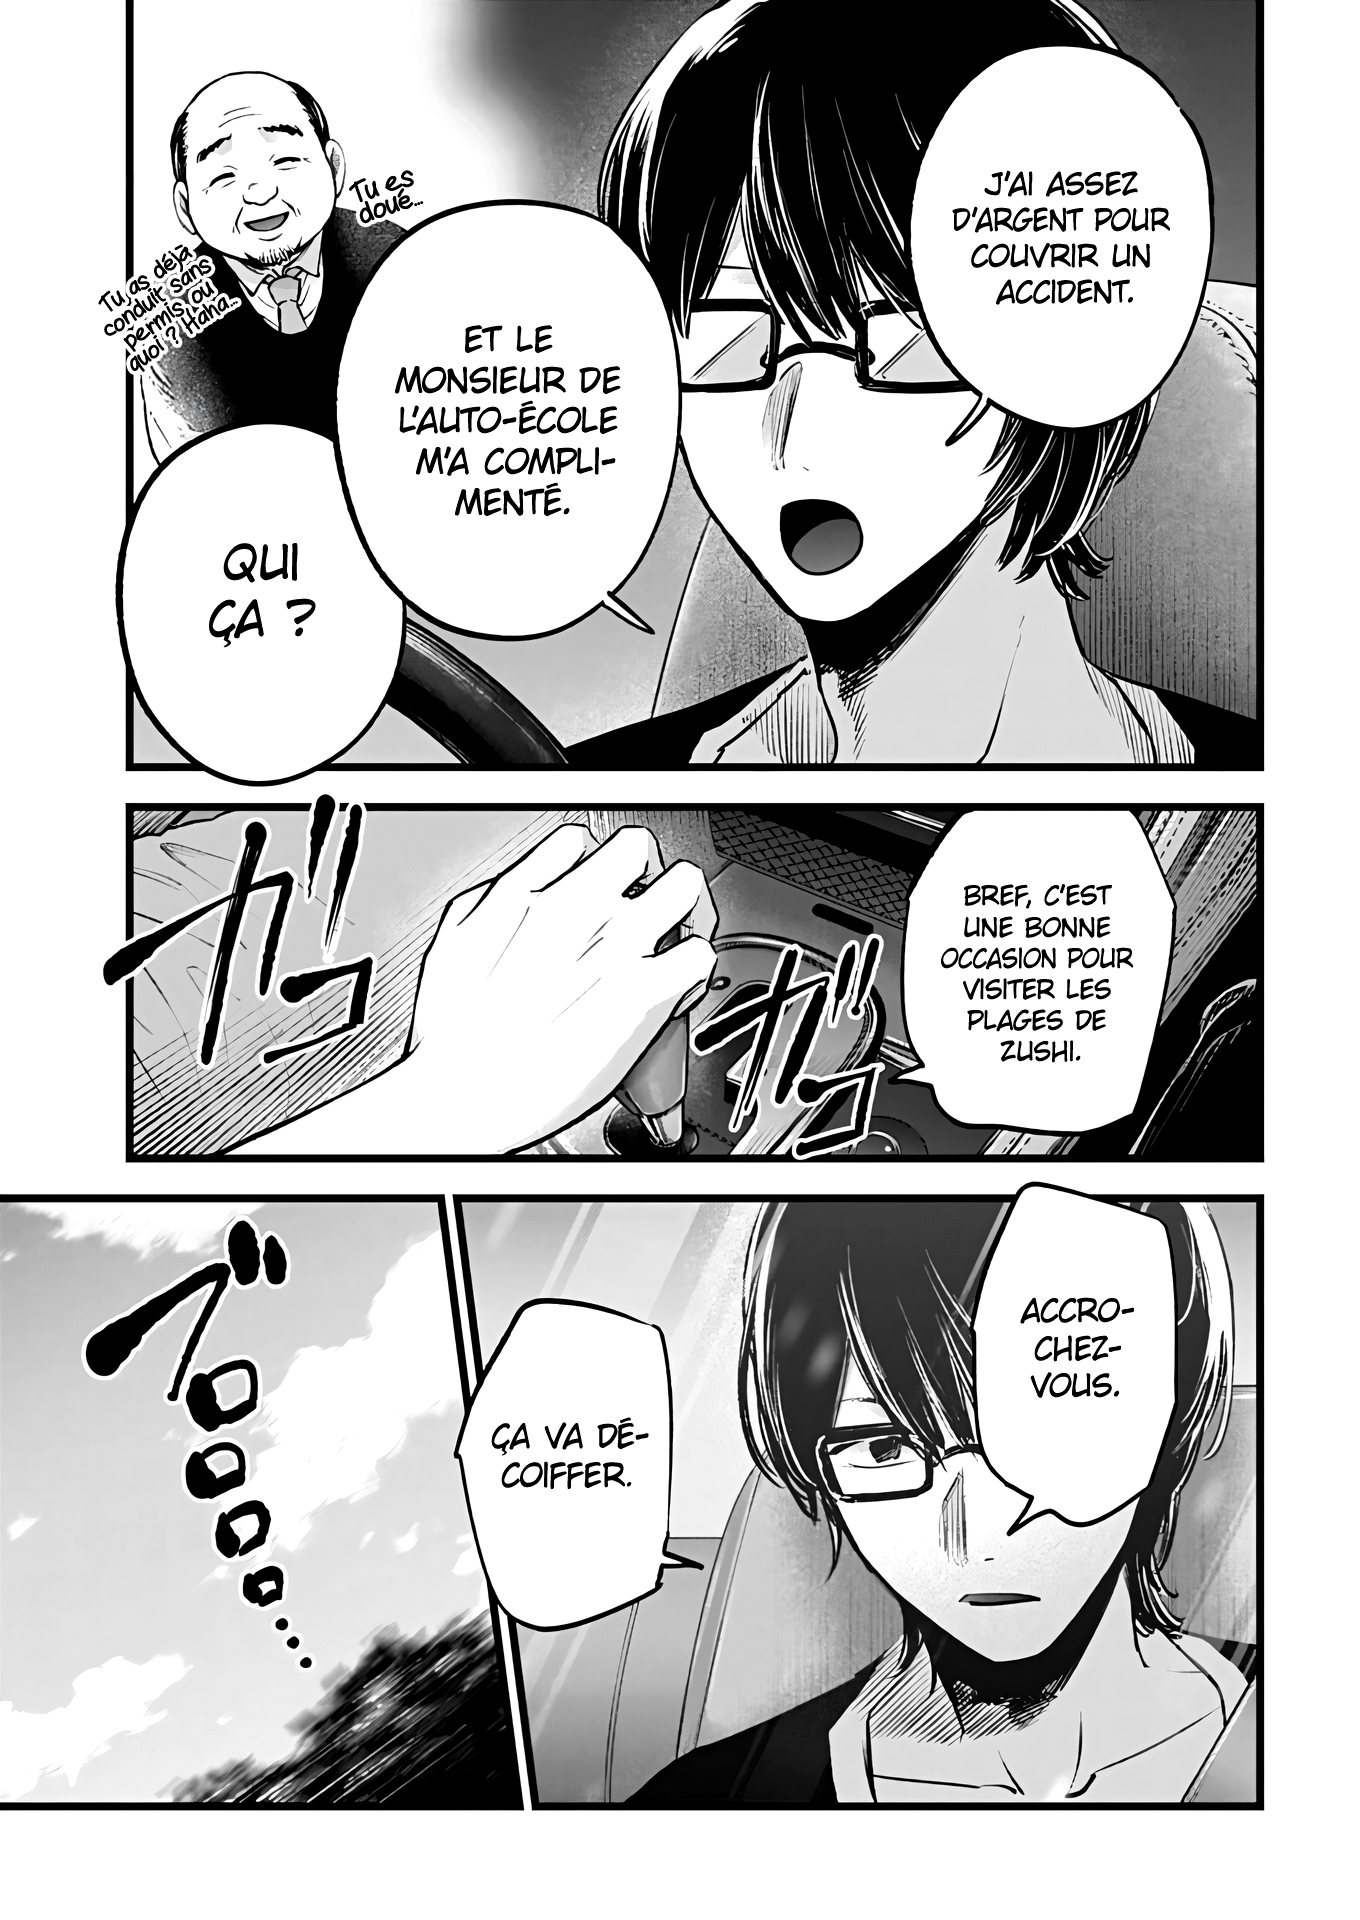 J'AI ASSEZ
D'ARGENT POUR
COUVRIR UN
ACCIDENT.
ET LE
MONSIEUR DE
L'AUTO-ÉCOLE
M'A COMPLI-
MENTÉ.
Tu es
doué...
Tu as déjà
conduit sans
permis ou
quoi ? Haha...
QUI
ÇA ?
BREF, C'EST
UNE BONNE
OCCASION POUR
VISITER LES
PLAGES DE
ZUSHI.
ガコ
ガコ
ACCRO-
CHEZ-
VOUS.
ÇA VA DÉ-
COIFFER.
ブロロロロ...